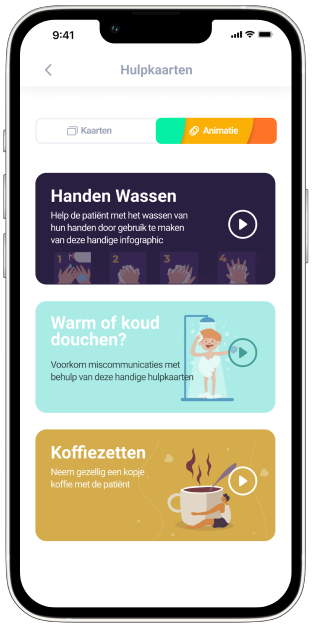 9:41
Hulpkaarten
Kaarten
Animatie
Handen Wassen
Help de patiënt met het wassen van
hun handen door gebruik te maken
van deze handige infographic
1 2 3 4
Warm of koud
douchen?
Voorkom miscommunicaties met
behulp van deze handige hulpkaarten
Koffiezetten
Neem gezellig een kopje
koffie met de patiënt